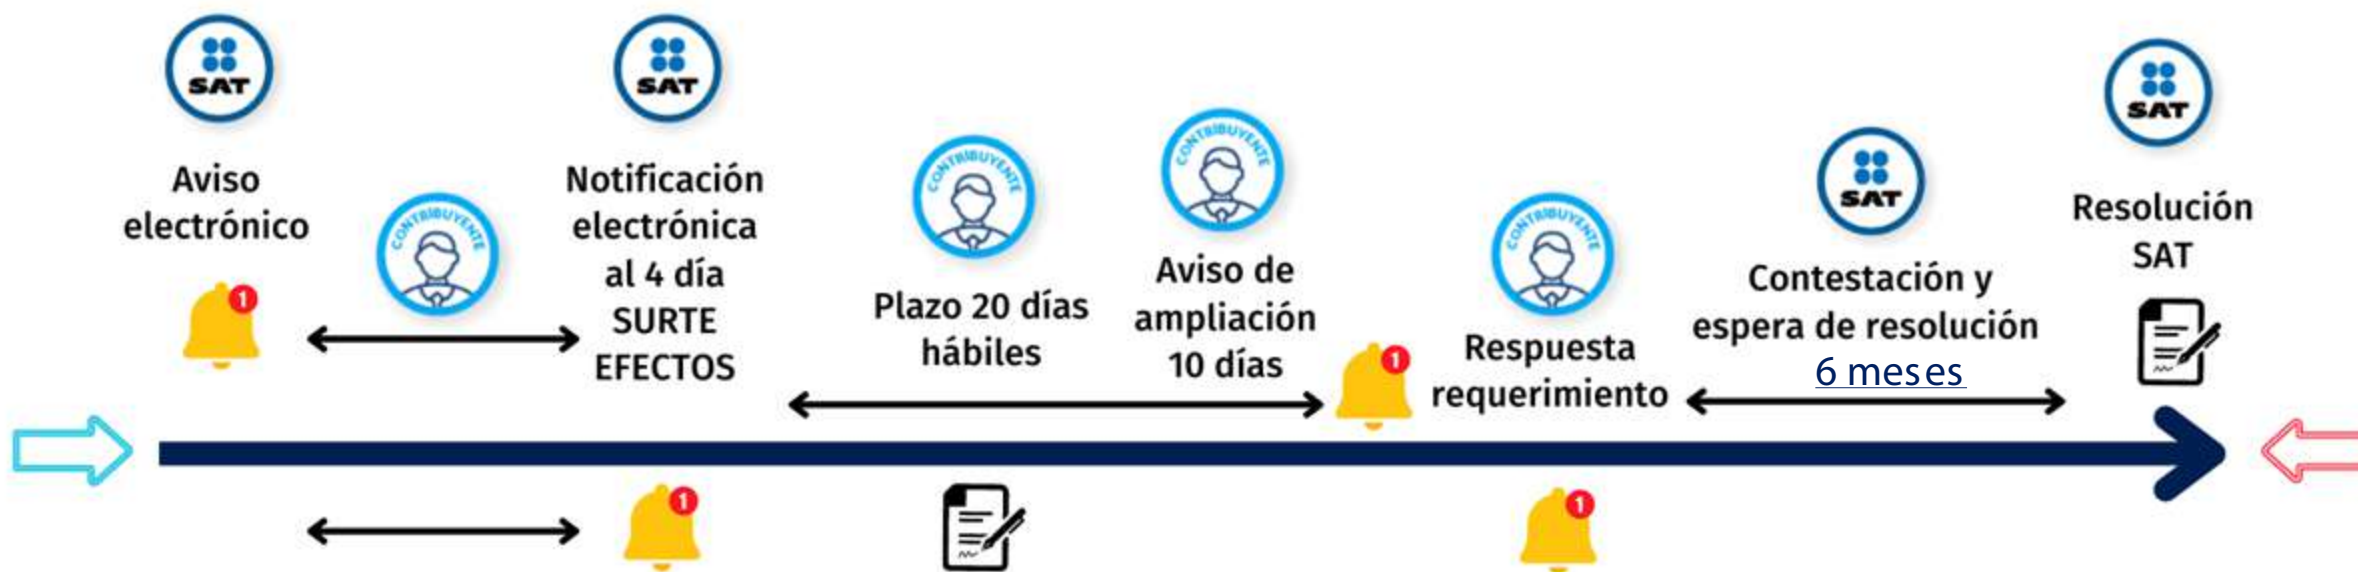 SAT
Aviso
electrónico
1
CONTRIBUYENTE
SAT
Notificación
electrónica
al 4 día
SURTE
EFECTOS
1
CONTRIBUYENTE
Plazo 20 días
hábiles
CONTRIBUYENTE
Aviso de
ampliación
10 días
1
CONTRIBUYENTE
Respuesta
requerimiento
1
SAT
Contestación y
espera de resolución
6 meses
SAT
Resolución
SAT